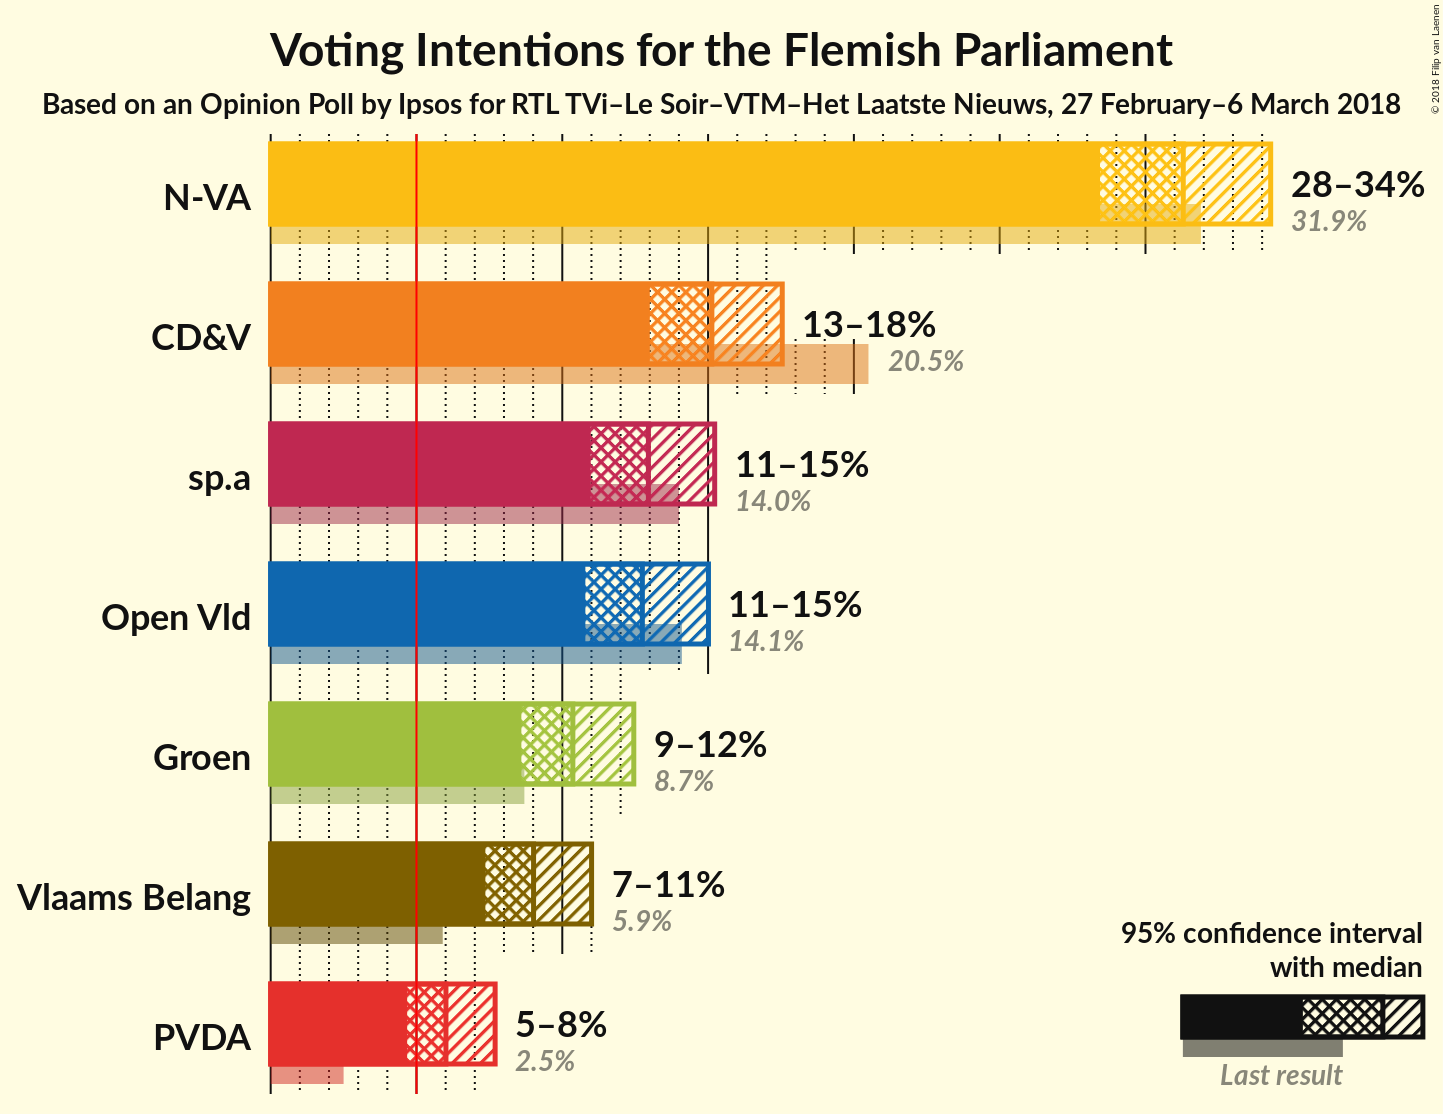 Voting Intentions for the Flemish Parliament
Based on an Opinion Poll by Ipsos for RTL TVi–Le Soir–VTM–Het Laatste Nieuws, 27 February–6 March 2018
© 2018 Filip van Laenen
N-VA
28–34%
31.9%
CD&V
13–18%
20.5%
sp.a
11–15%
14.0%
Open Vld
11–15%
14.1%
Groen
9–12%
8.7%
Vlaams Belang
7–11%
5.9%
PVDA
5–8%
2.5%
95% confidence interval
with median
Last result